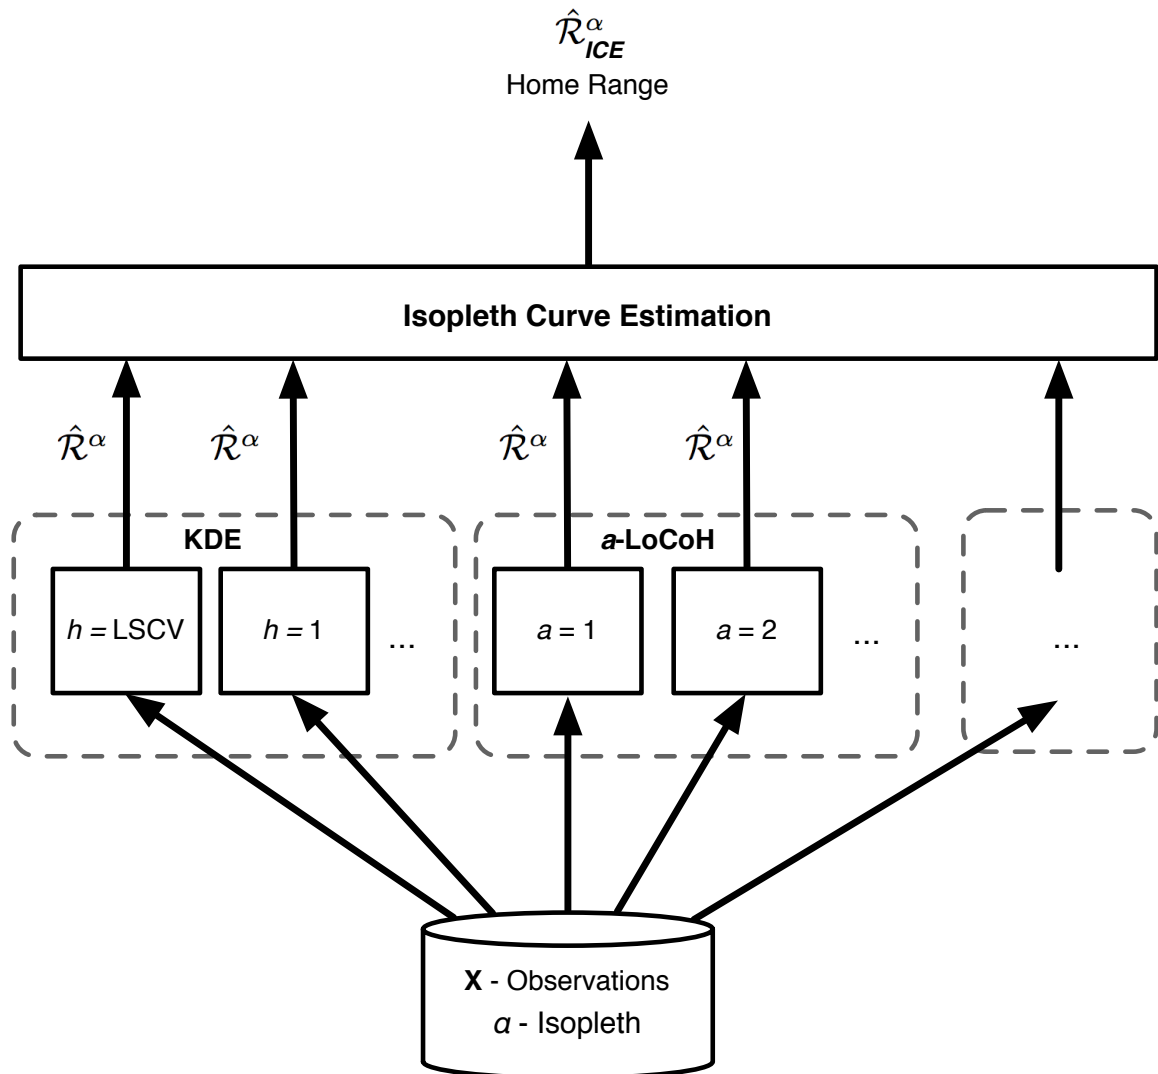 R̂^α_ICE
Home Range
Isopleth Curve Estimation
R̂^α R̂^α R̂^α R̂^α
KDE a-LoCoH
h = LSCV h = 1 ... a = 1 a = 2 ... ...
X - Observations
α - Isopleth